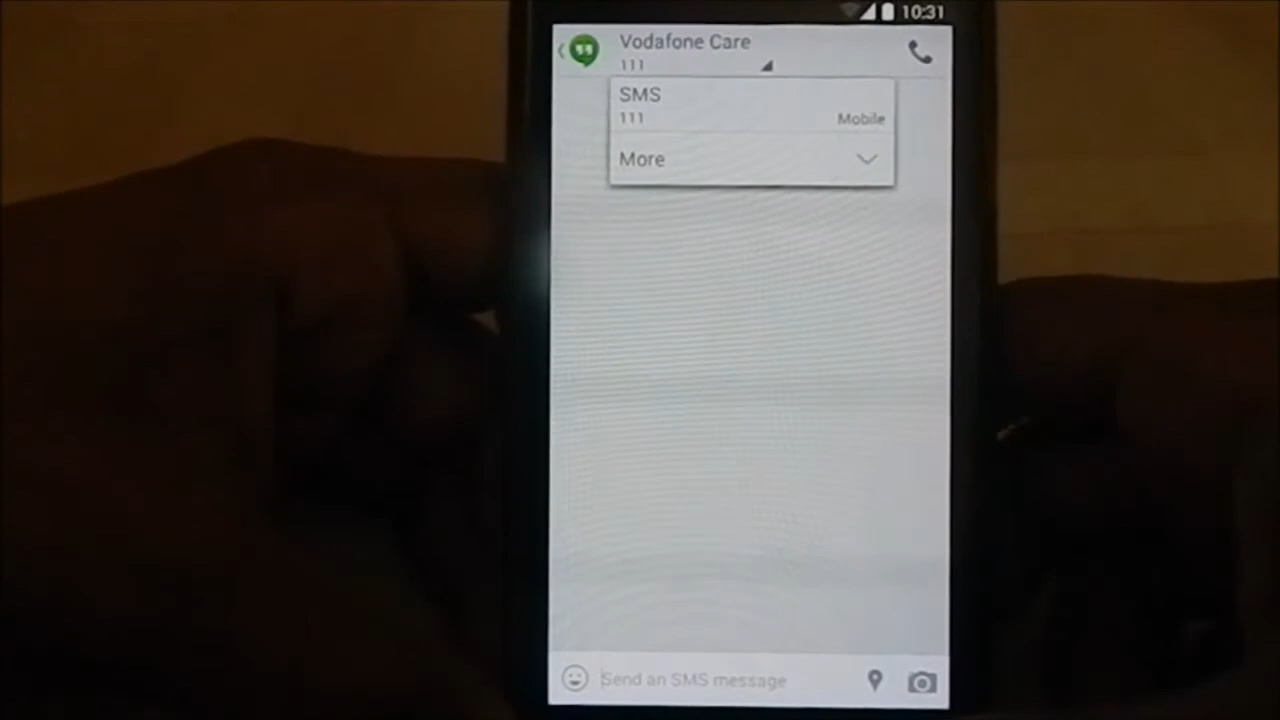 10:31
Vodafone Care
111
SMS
111 Mobile
More
Send an SMS message